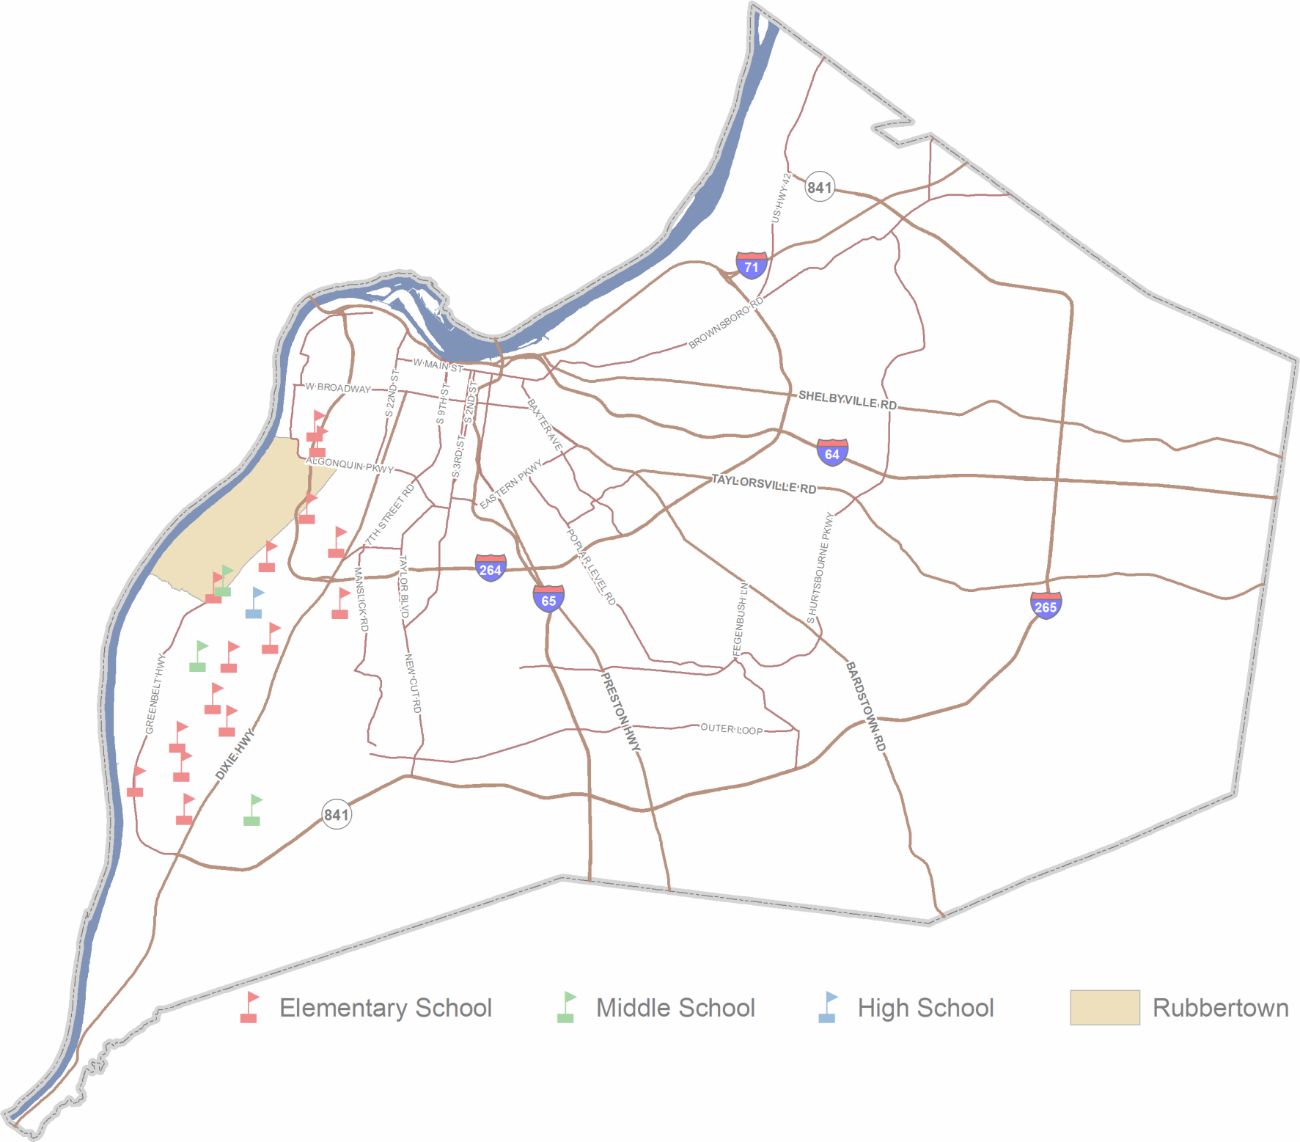 US HWY 42
841
71
BROWNSBORO RD
W MAIN ST
W BROADWAY
S 22ND ST
S 9TH ST
S 2ND ST
SHELBYVILLE RD
BAXTER AVE
64
ALGONQUIN PKWY
S 3RD ST
EASTERN PKWY
TAYLORSVILLE RD
7TH STREET RD
S HURTSBOURNE PKWY
POPLAR LEVEL RD
264
65
265
MANSLICK RD
TAYLOR BLVD
FEGENBUSH LN
GREENBELT HWY
NEW CUT RD
PRESTON HWY
BARDSTOWN RD
OUTER LOOP
DIXIE HWY
841
Elementary School
Middle School
High School
Rubbertown